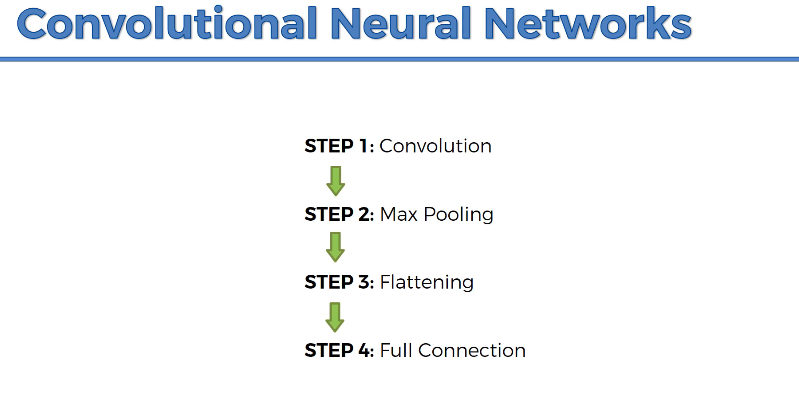 Convolutional Neural Networks
STEP 1: Convolution
STEP 2: Max Pooling
STEP 3: Flattening
STEP 4: Full Connection